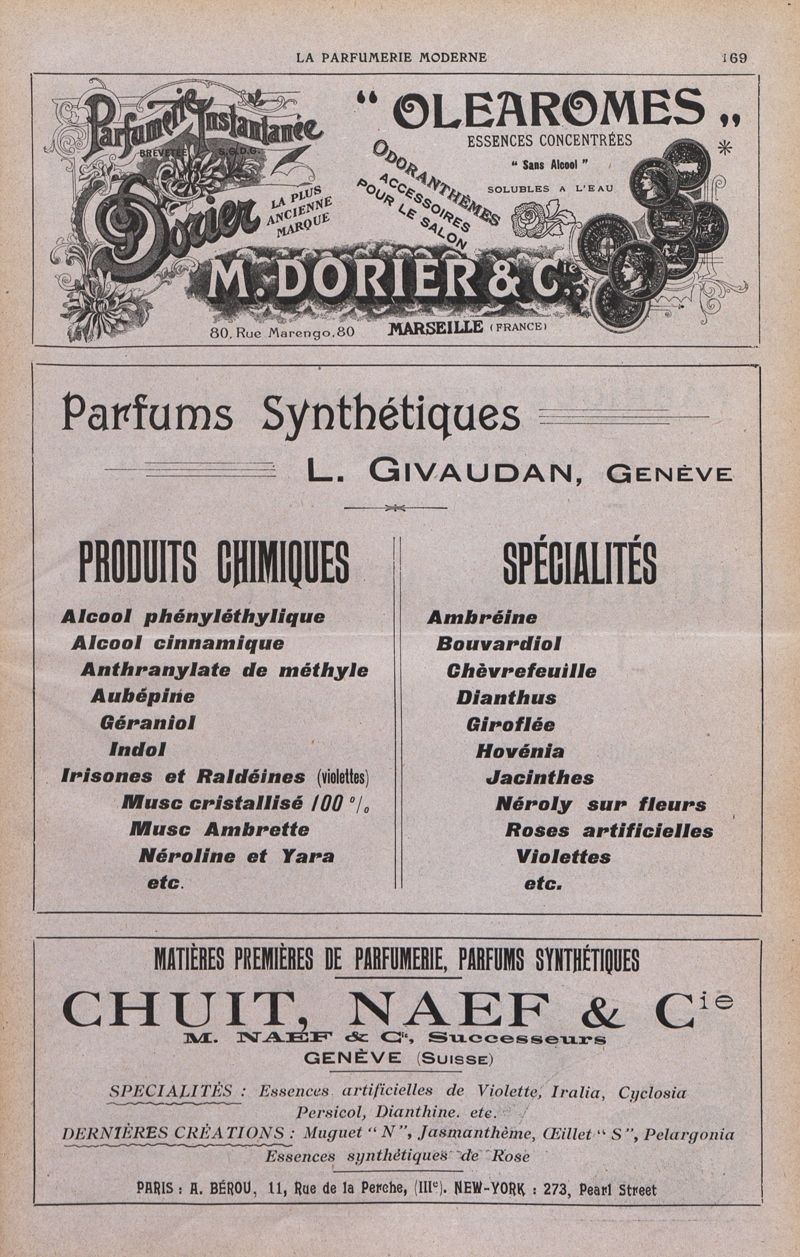 LA PARFUMERIE MODERNE
169
Parfumerie Instantanée
BREVETÉE S.G.D.G.
Dorier
LA PLUS
ANCIENNE
MARQUE
" OLEAROMES „
ESSENCES CONCENTRÉES
" Sans Alcool "
SOLUBLES A L'EAU
ODORANTHÈMES
ACCESSOIRES
POUR LE SALON
M. DORIER & Cie
80, Rue Marengo, 80 MARSEILLE (FRANCE)
Parfums Synthétiques
L. GIVAUDAN, GENÈVE
PRODUITS CHIMIQUES
Alcool phényléthylique
Alcool cinnamique
Anthranylate de méthyle
Aubépine
Géraniol
Indol
Irisones et Raldéines (violettes)
Musc cristallisé 100 %
Musc Ambrette
Néroline et Yara
etc.
SPÉCIALITÉS
Ambréine
Bouvardiol
Chèvrefeuille
Dianthus
Giroflée
Hovénia
Jacinthes
Néroly sur fleurs
Roses artificielles
Violettes
etc.
MATIÈRES PREMIÈRES DE PARFUMERIE, PARFUMS SYNTHÉTIQUES
CHUIT, NAEF & Cie
M. NAEF & Cie, Successeurs
GENÈVE (SUISSE)
SPECIALITÉS : Essences artificielles de Violette, Iralia, Cyclosia
Persicol, Dianthine. etc.
DERNIÈRES CRÉATIONS : Muguet " N ", Jasmanthème, Œillet " S ", Pelargonia
Essences synthétiques de Rose
PARIS : A. BÉROU, 11, Rue de la Perche, (IIIe). NEW-YORK : 273, Pearl Street